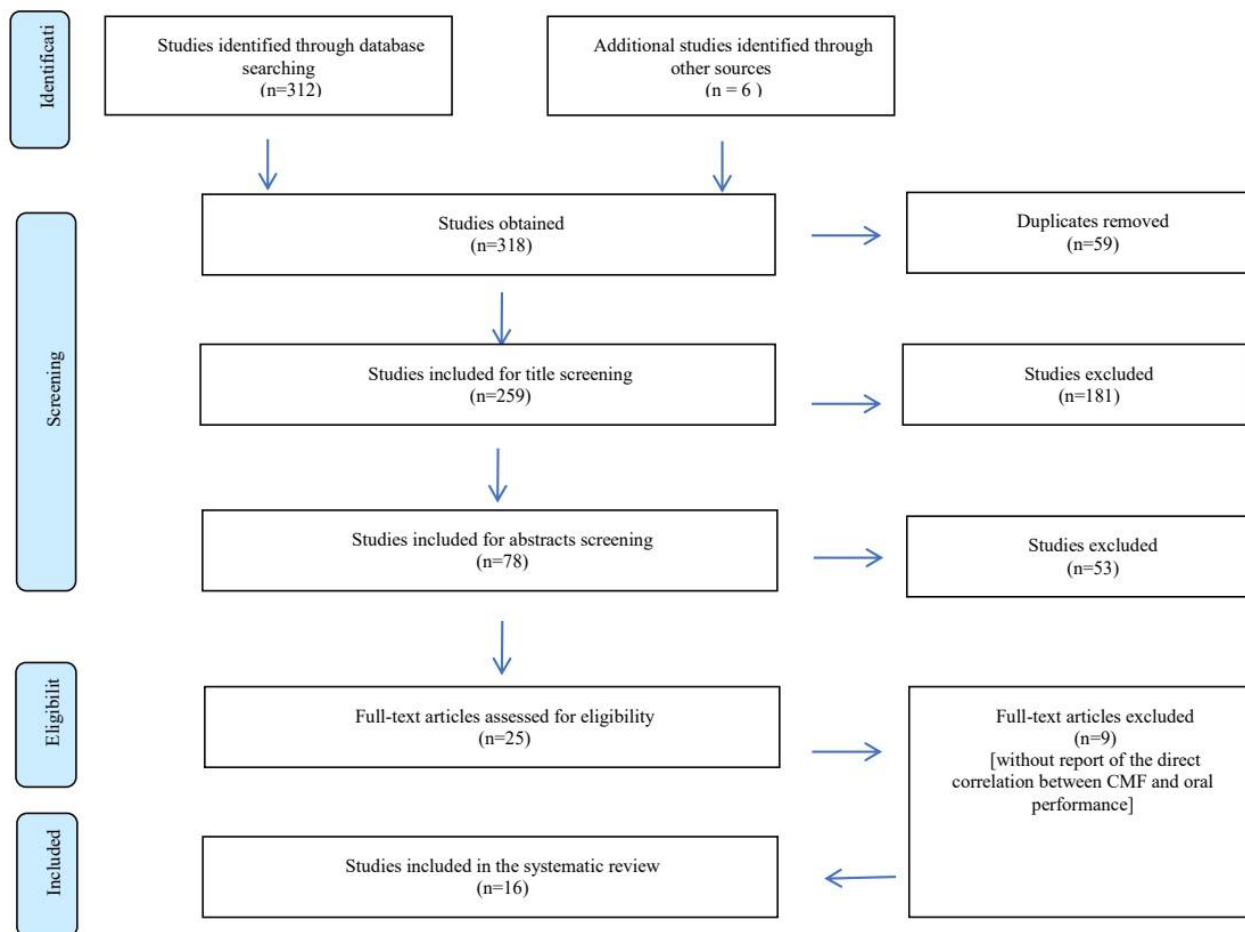 Identificati
Studies identified through database
searching
(n=312)
Additional studies identified through
other sources
(n = 6 )
Screening
Studies obtained
(n=318)
Duplicates removed
(n=59)
Studies included for title screening
(n=259)
Studies excluded
(n=181)
Studies included for abstracts screening
(n=78)
Studies excluded
(n=53)
Eligibilit
Full-text articles assessed for eligibility
(n=25)
Full-text articles excluded
(n=9)
[without report of the direct
correlation between CMF and oral
performance]
Included
Studies included in the systematic review
(n=16)